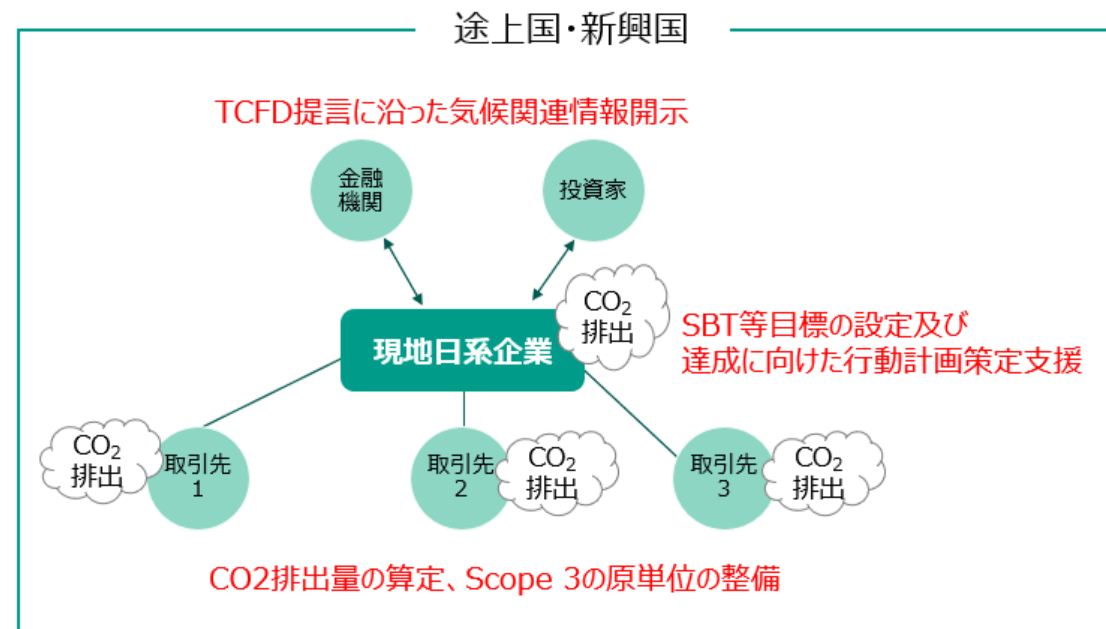 途上国・新興国
TCFD提言に沿った気候関連情報開示
金融
機関
投資家
CO₂
排出
現地日系企業
SBT等目標の設定及び
達成に向けた行動計画策定支援
CO₂
排出
取引先
1
取引先
2
CO₂
排出
取引先
3
CO₂
排出
CO2排出量の算定、Scope 3の原単位の整備